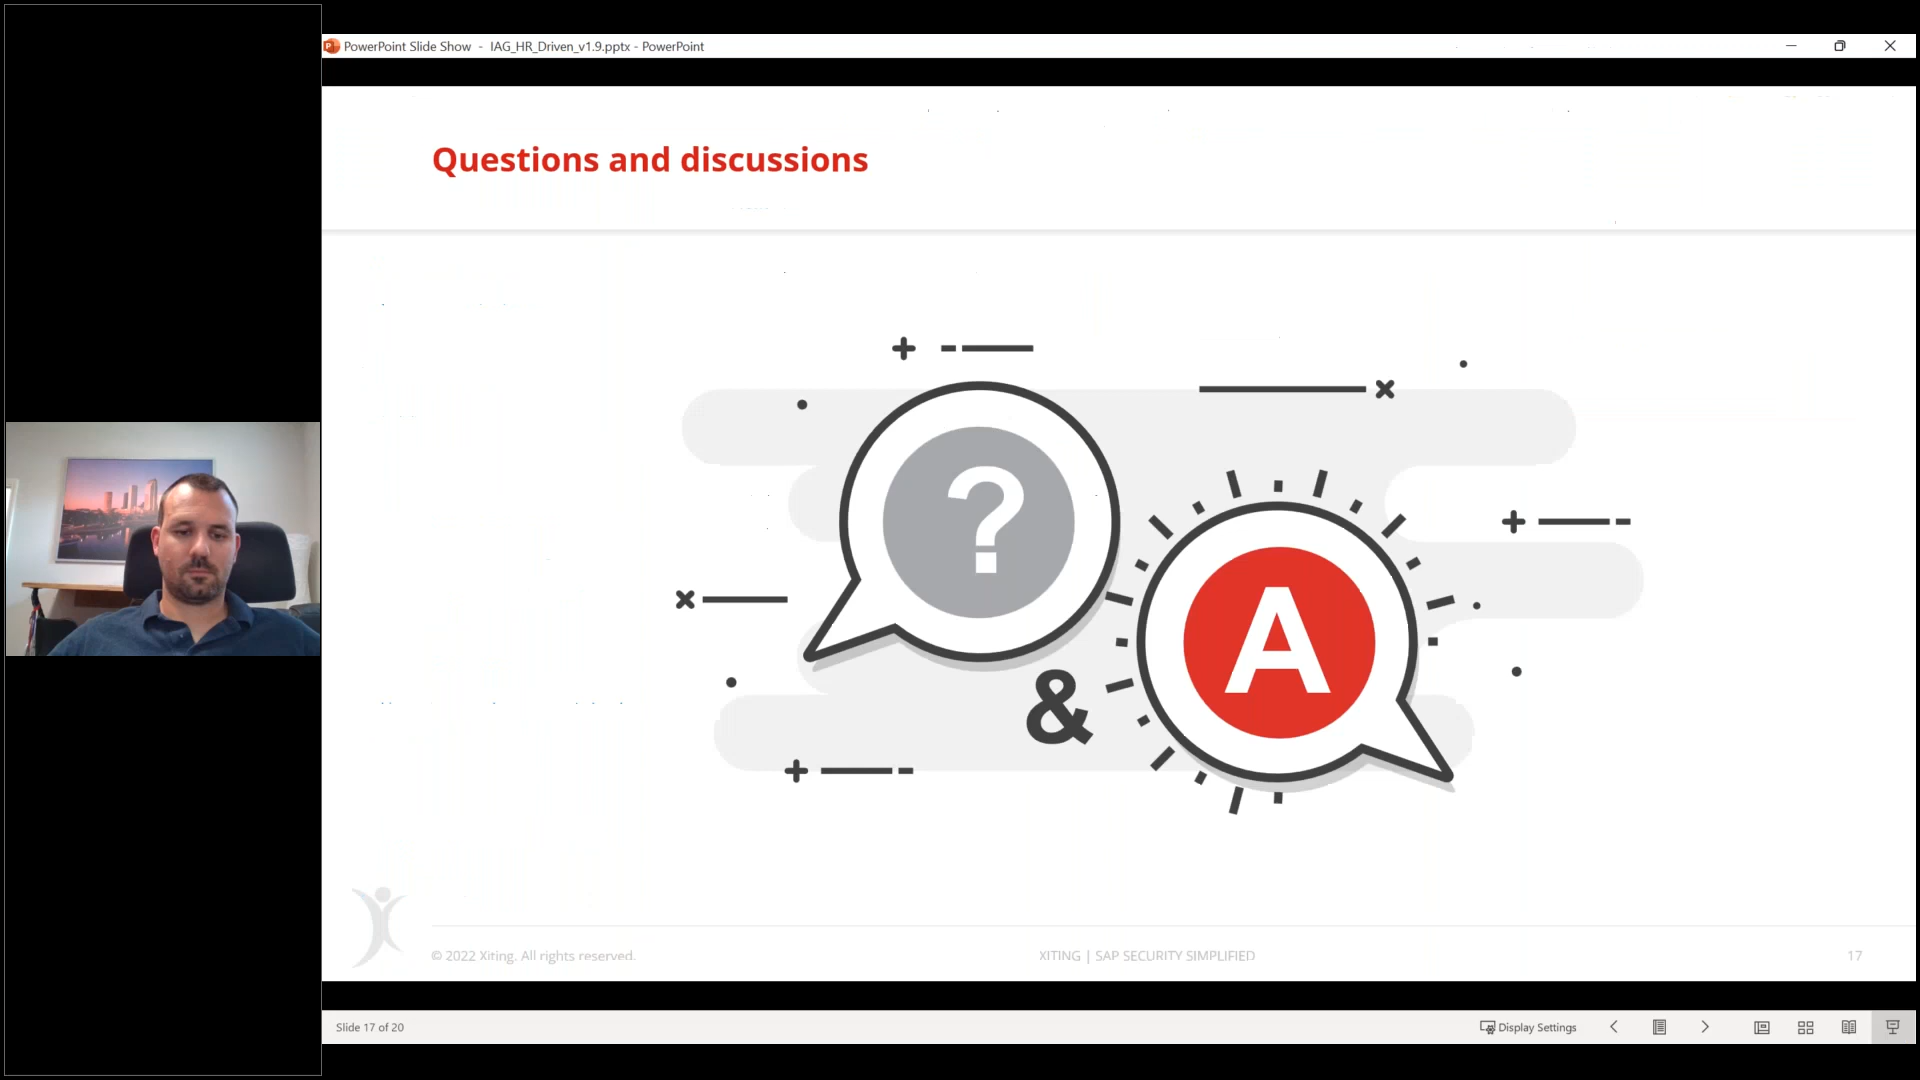 PowerPoint Slide Show - IAG_HR_Driven_v1.9.pptx - PowerPoint
Questions and discussions
?
&
A
© 2022 Xiting. All rights reserved.
XITING | SAP SECURITY SIMPLIFIED
17
Slide 17 of 20
Display Settings